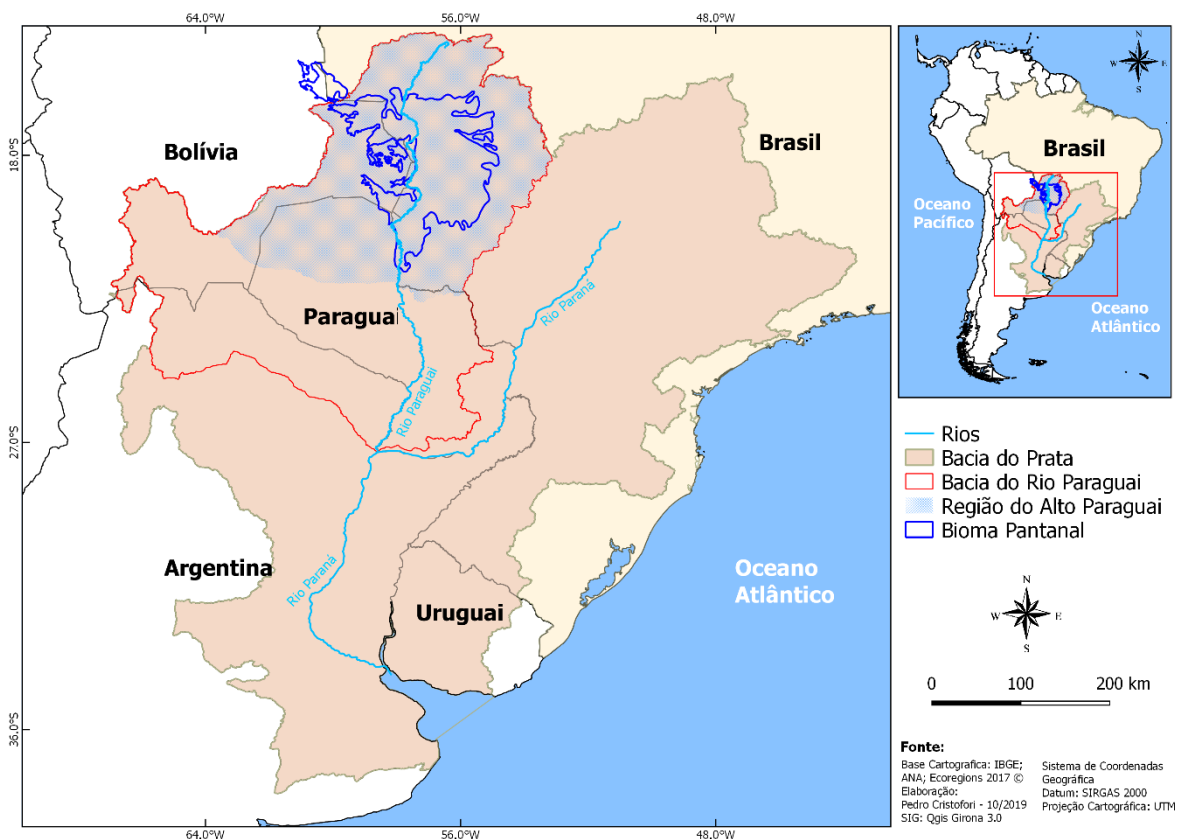 64.0°W
56.0°W
48.0°W
18.0°S
27.0°S
36.0°S
Bolívia
Brasil
Paraguai
Rio Paraná
Rio Paraguai
Argentina
Rio Paraná
Uruguai
Oceano
Atlântico
64.0°W
56.0°W
48.0°W
N
W
E
S
Brasil
Oceano
Pacífico
Oceano
Atlântico
Rios
Bacia do Prata
Bacia do Rio Paraguai
Região do Alto Paraguai
Bioma Pantanal
N
W
E
S
0 100 200 km
Fonte:
Base Cartografica: IBGE;
ANA; Ecoregions 2017 ©
Elaboração:
Pedro Cristofori - 10/2019
SIG: Qgis Girona 3.0
Sistema de Coordenadas
Geográfica
Datum: SIRGAS 2000
Projeção Cartográfica: UTM